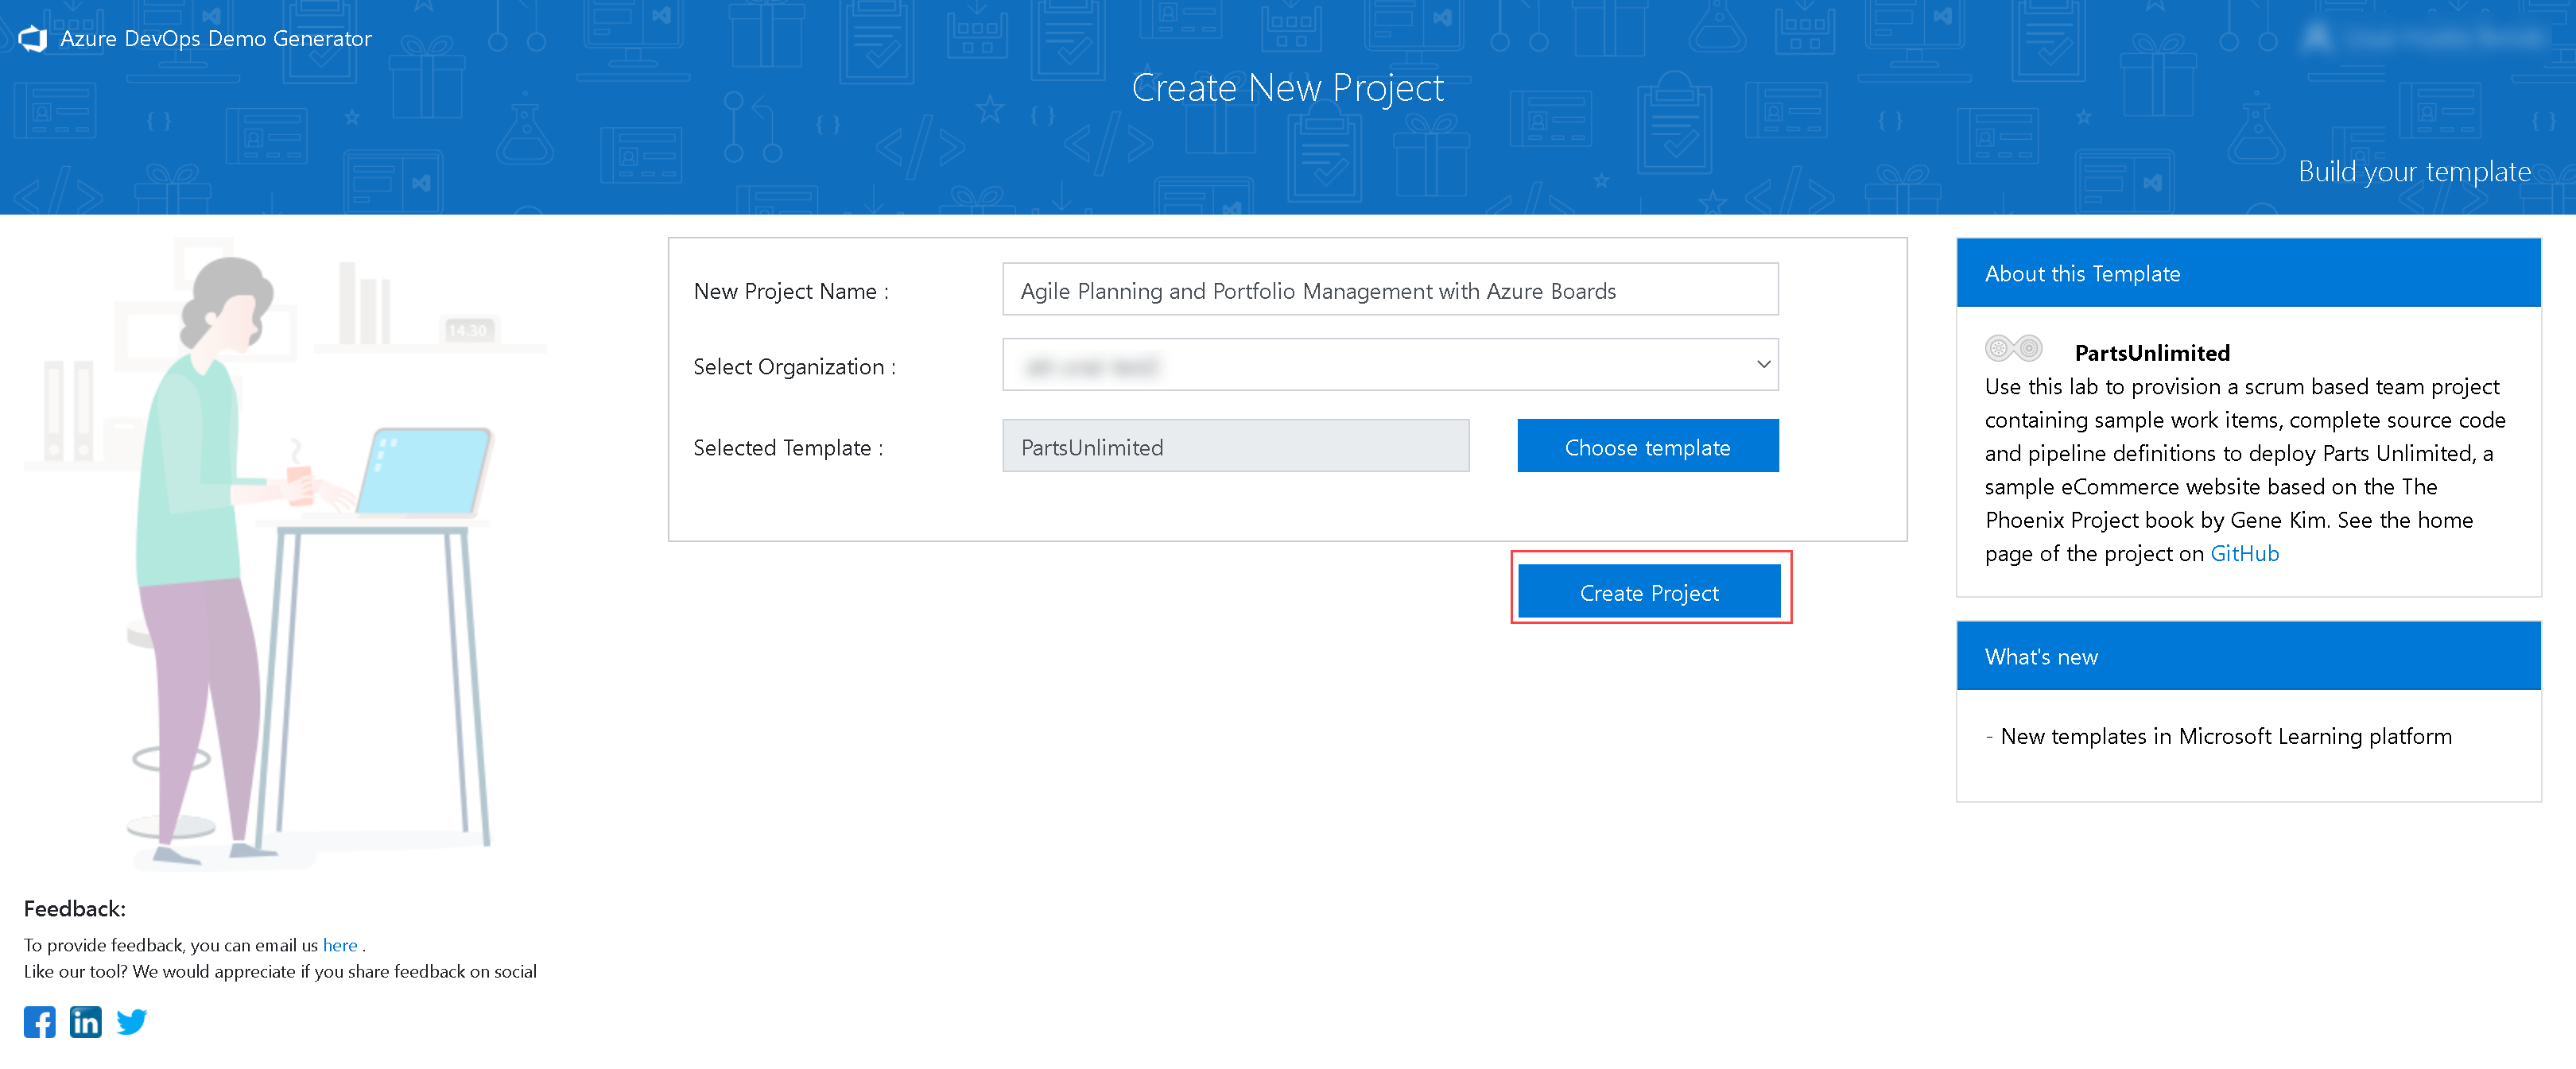 Azure DevOps Demo Generator
Create New Project
Build your template
New Project Name :
Agile Planning and Portfolio Management with Azure Boards
Select Organization :
Selected Template :
PartsUnlimited
Choose template
Create Project
About this Template
PartsUnlimited
Use this lab to provision a scrum based team project
containing sample work items, complete source code
and pipeline definitions to deploy Parts Unlimited, a
sample eCommerce website based on the The
Phoenix Project book by Gene Kim. See the home
page of the project on GitHub
What's new
- New templates in Microsoft Learning platform
14.30
Feedback:
To provide feedback, you can email us here .
Like our tool? We would appreciate if you share feedback on social